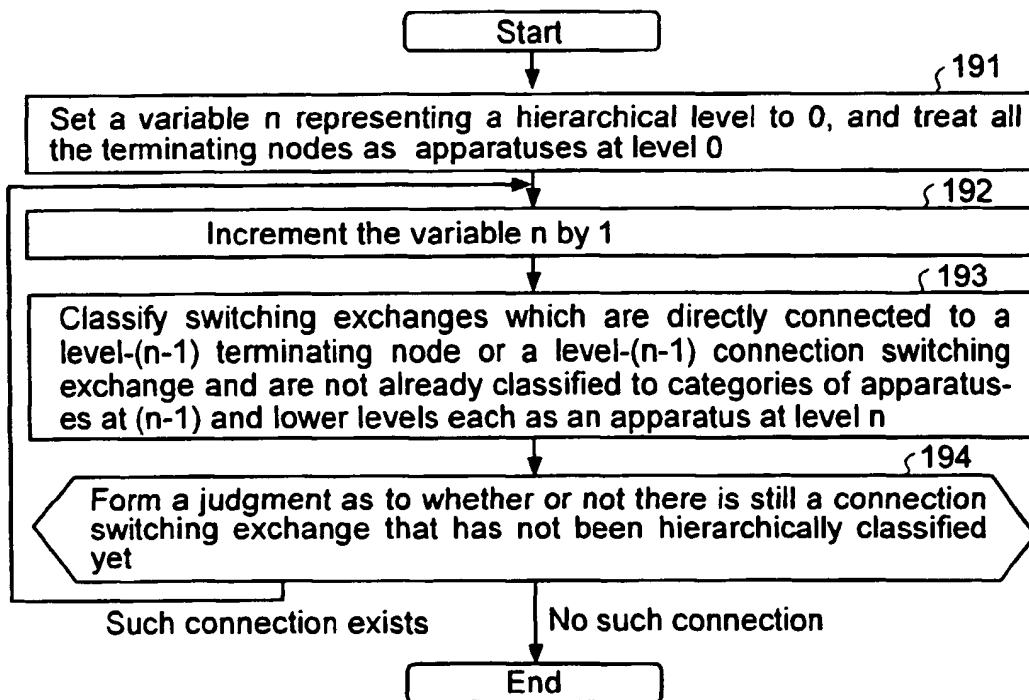 Start
191
Set a variable n representing a hierarchical level to 0, and treat all
the terminating nodes as apparatuses at level 0
192
Increment the variable n by 1
193
Classify switching exchanges which are directly connected to a
level-(n-1) terminating node or a level-(n-1) connection switching
exchange and are not already classified to categories of apparatus-
es at (n-1) and lower levels each as an apparatus at level n
194
Form a judgment as to whether or not there is still a connection
switching exchange that has not been hierarchically classified
yet
Such connection exists
No such connection
End